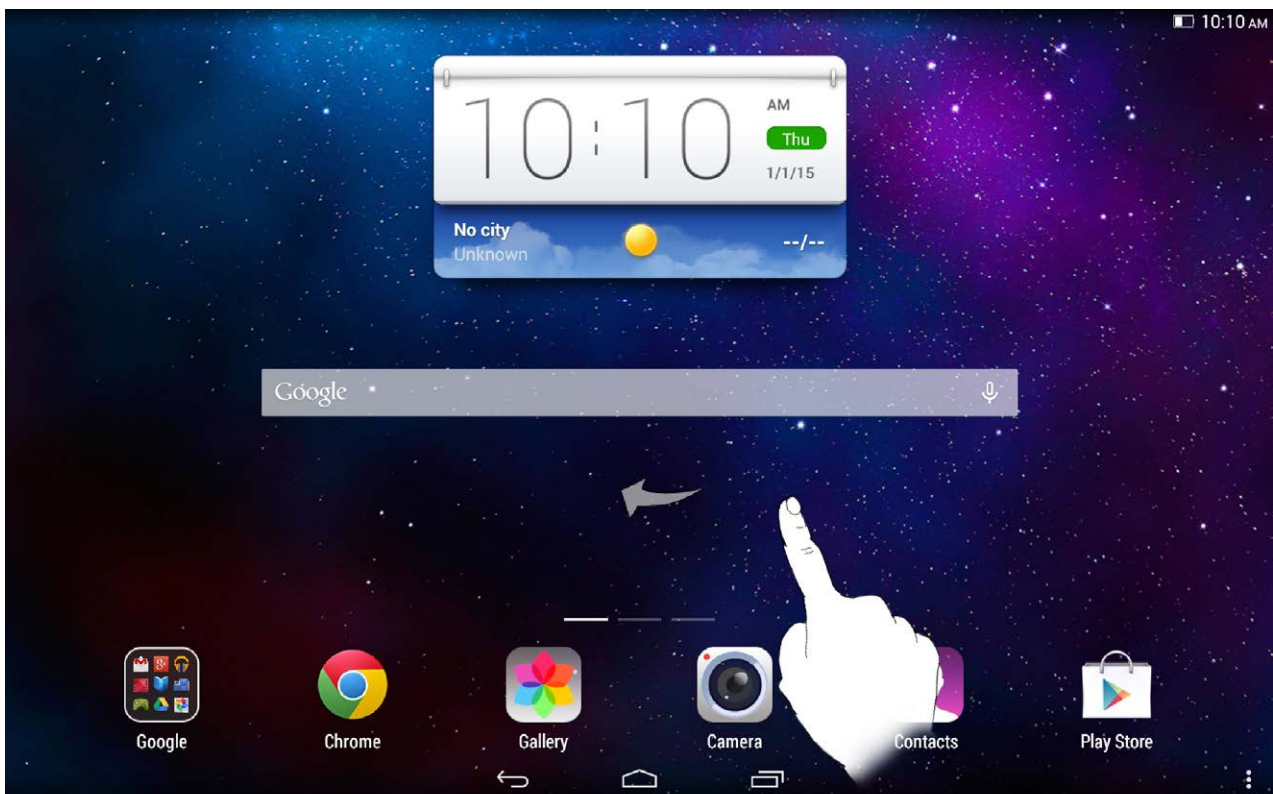 10:10 AM
10:10
AM
Thu
1/1/15
No city
Unknown
--/--
Google
Google
Chrome
Gallery
Camera
Contacts
Play Store